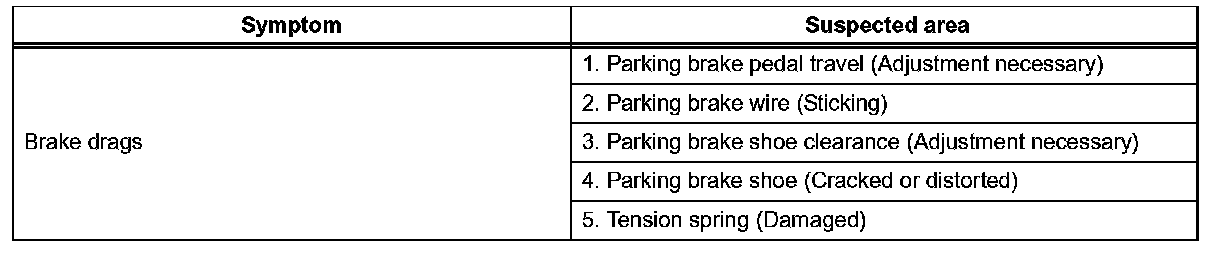 Symptom
Suspected area
Brake drags
1. Parking brake pedal travel (Adjustment necessary)
2. Parking brake wire (Sticking)
3. Parking brake shoe clearance (Adjustment necessary)
4. Parking brake shoe (Cracked or distorted)
5. Tension spring (Damaged)